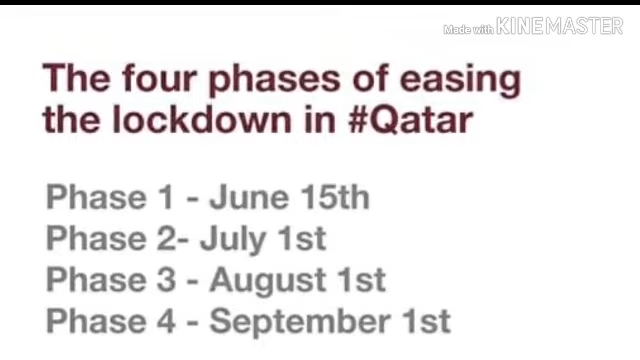 Made with KINEMASTER
The four phases of easing
the lockdown in #Qatar
Phase 1 - June 15th
Phase 2- July 1st
Phase 3 - August 1st
Phase 4 - September 1st